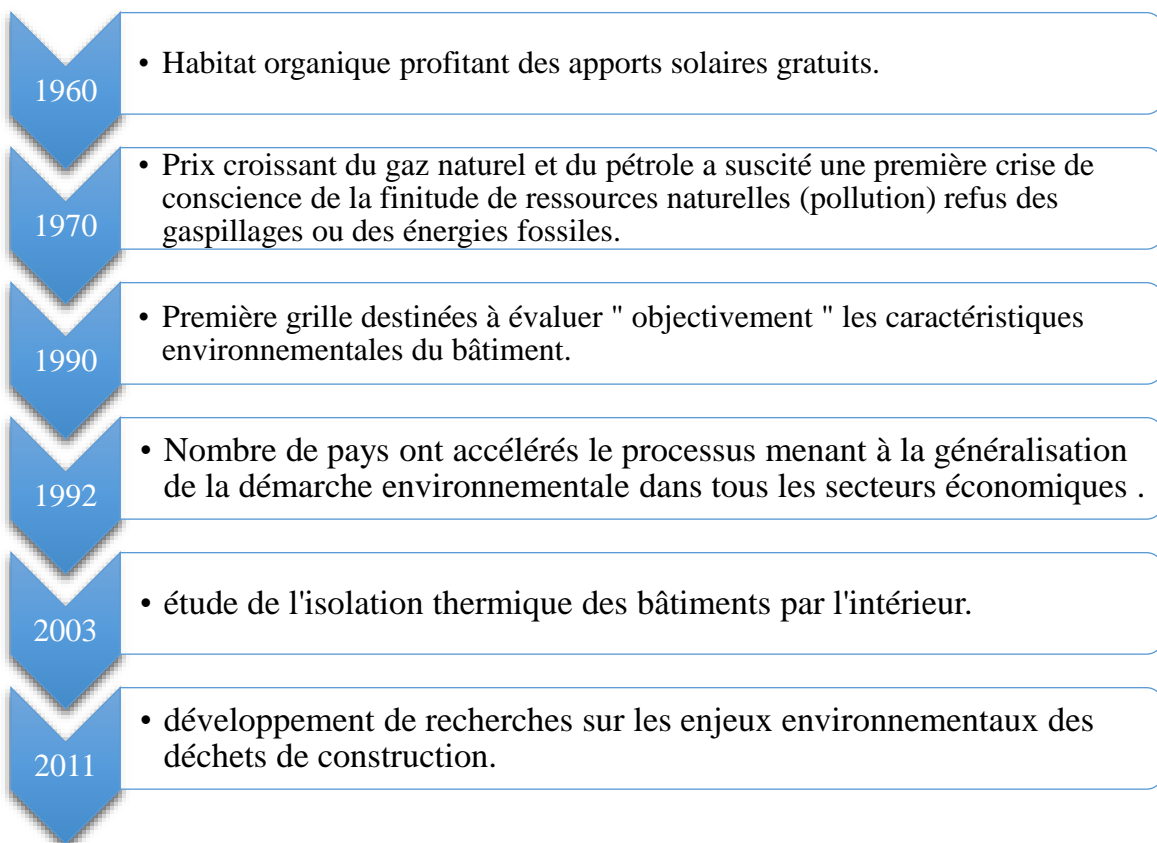 1960
• Habitat organique profitant des apports solaires gratuits.
1970
• Prix croissant du gaz naturel et du pétrole a suscité une première crise de
conscience de la finitude de ressources naturelles (pollution) refus des
gaspillages ou des énergies fossiles.
1990
• Première grille destinées à évaluer " objectivement " les caractéristiques
environnementales du bâtiment.
1992
• Nombre de pays ont accélérés le processus menant à la généralisation
de la démarche environnementale dans tous les secteurs économiques .
2003
• étude de l'isolation thermique des bâtiments par l'intérieur.
2011
• développement de recherches sur les enjeux environnementaux des
déchets de construction.